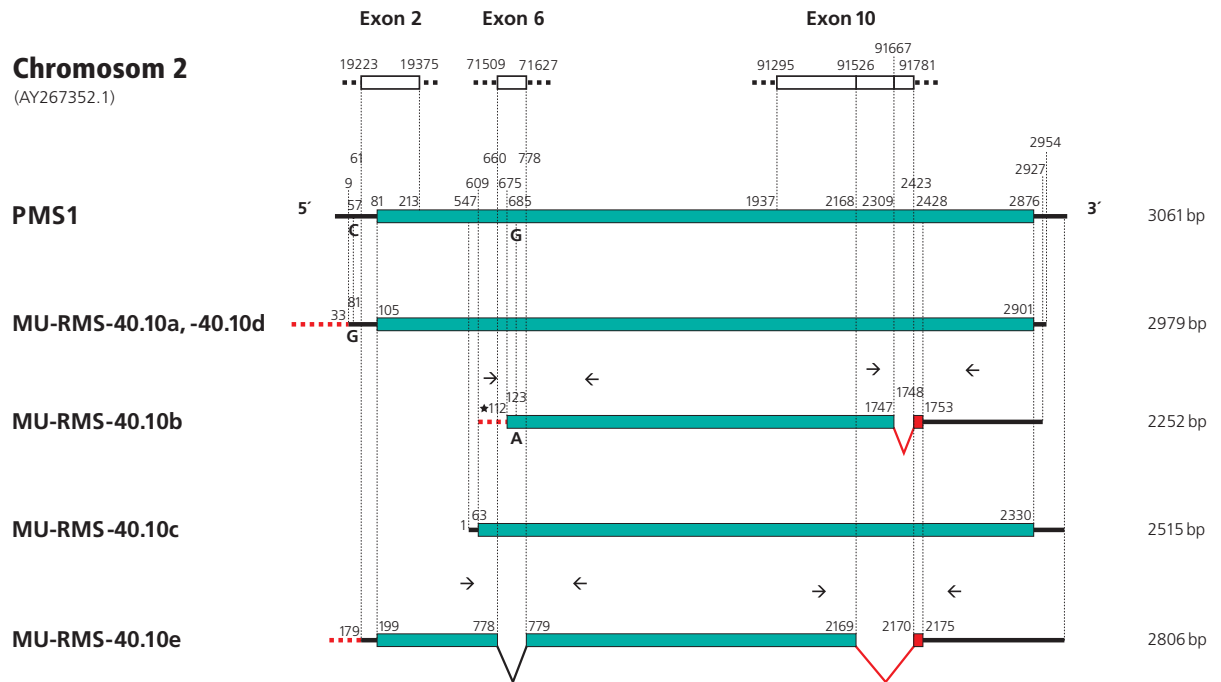 Exon 2 Exon 6 Exon 10
Chromosom 2
(AY267352.1)
19223 19375 71509 71627 91295 91526 91667 91781
PMS1
5´
9 61 57 81 213 547 609 660 675 685 778 1937 2168 2309 2423 2428 2876 2927 2954
3´
3061 bp
C G
MU-RMS-40.10a, -40.10d
33 81 105 2901
2979 bp
G
→ ← → ←
MU-RMS-40.10b
★ 112 123 1747 1748 1753
2252 bp
A
MU-RMS-40.10c
1 63 2330
2515 bp
→ ← → ←
MU-RMS-40.10e
179 199 778 779 2169 2170 2175
2806 bp